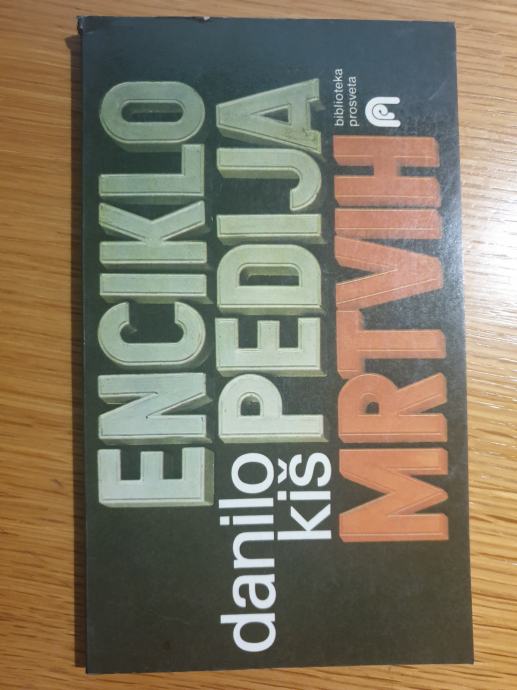 ENCIKLO
PEDIJA
MRTVIH
danilo
kiš
biblioteka
prosveta